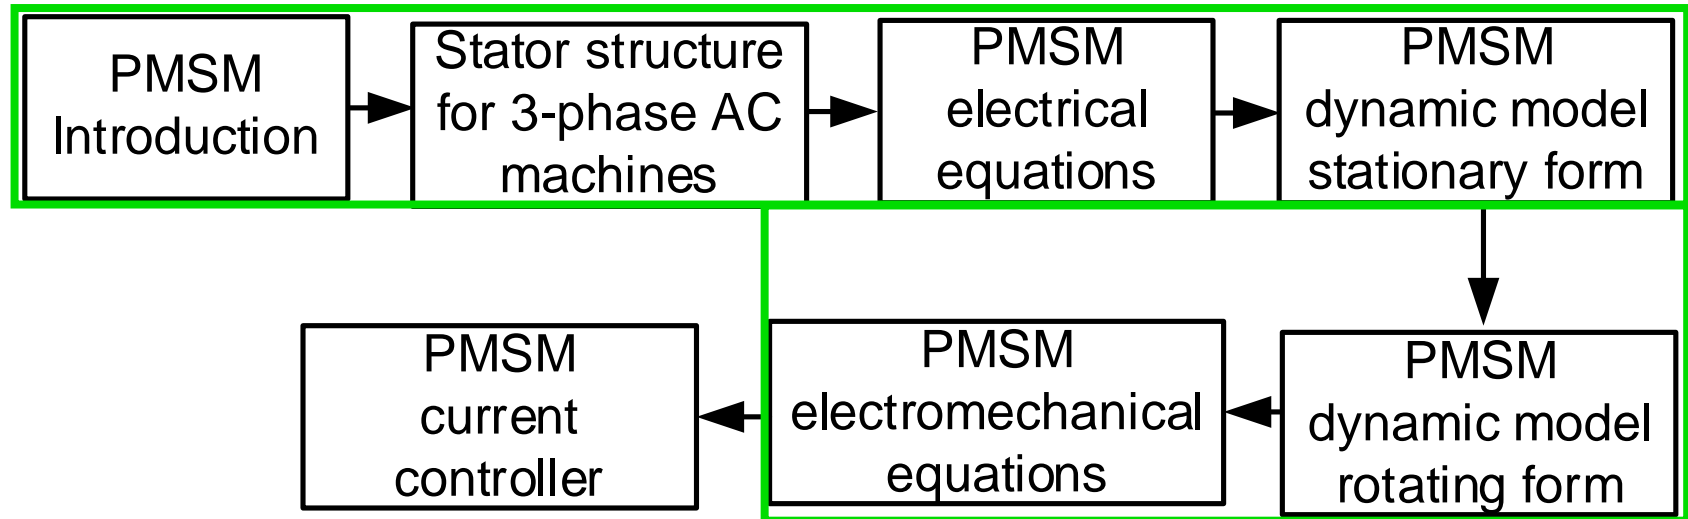 PMSM
Introduction
Stator structure
for 3-phase AC
machines
PMSM
electrical
equations
PMSM
dynamic model
stationary form
PMSM
dynamic model
rotating form
PMSM
electromechanical
equations
PMSM
current
controller